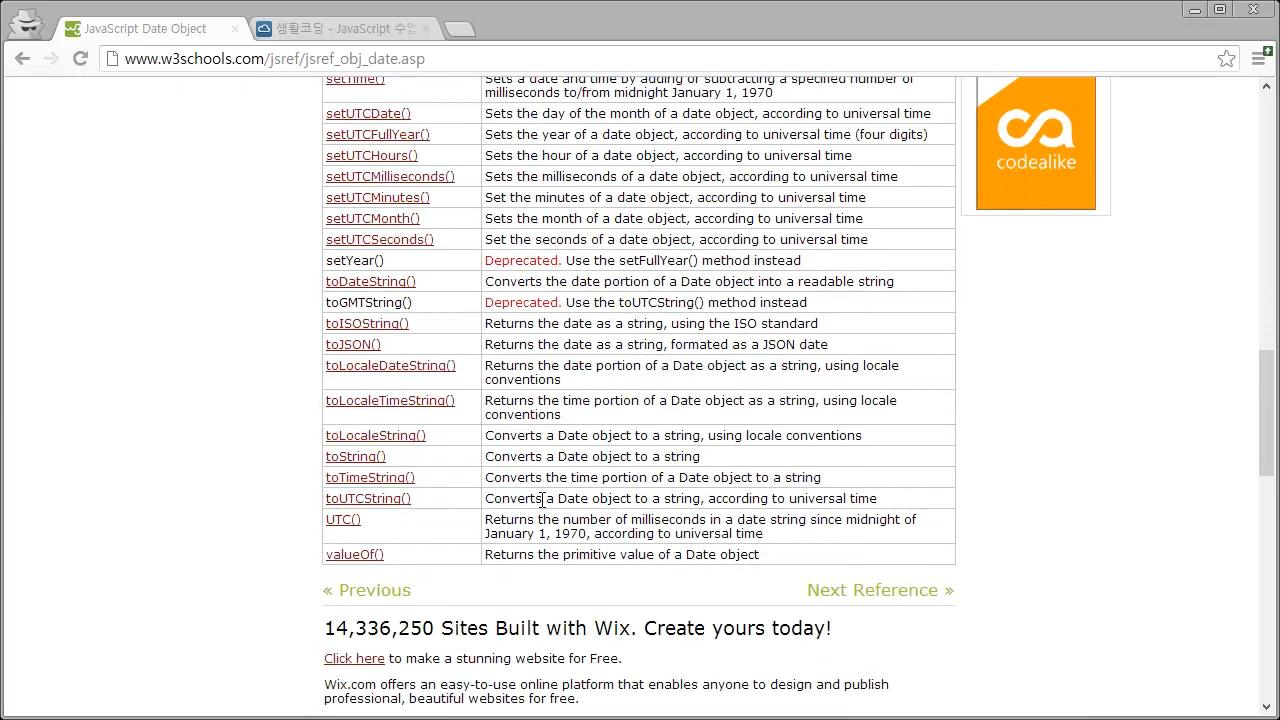 JavaScript Date Object
생활코딩 - JavaScript 수업
www.w3schools.com/jsref/jsref_obj_date.asp
setTime() Sets a date and time by adding or subtracting a specified number of
milliseconds to/from midnight January 1, 1970
setUTCDate() Sets the day of the month of a date object, according to universal time
setUTCFullYear() Sets the year of a date object, according to universal time (four digits)
setUTCHours() Sets the hour of a date object, according to universal time
setUTCMilliseconds() Sets the milliseconds of a date object, according to universal time
setUTCMinutes() Set the minutes of a date object, according to universal time
setUTCMonth() Sets the month of a date object, according to universal time
setUTCSeconds() Set the seconds of a date object, according to universal time
setYear() Deprecated. Use the setFullYear() method instead
toDateString() Converts the date portion of a Date object into a readable string
toGMTString() Deprecated. Use the toUTCString() method instead
toISOString() Returns the date as a string, using the ISO standard
toJSON() Returns the date as a string, formated as a JSON date
toLocaleDateString() Returns the date portion of a Date object as a string, using locale
conventions
toLocaleTimeString() Returns the time portion of a Date object as a string, using locale
conventions
toLocaleString() Converts a Date object to a string, using locale conventions
toString() Converts a Date object to a string
toTimeString() Converts the time portion of a Date object to a string
toUTCString() Converts a Date object to a string, according to universal time
UTC() Returns the number of milliseconds in a date string since midnight of
January 1, 1970, according to universal time
valueOf() Returns the primitive value of a Date object
« Previous
Next Reference »
14,336,250 Sites Built with Wix. Create yours today!
Click here to make a stunning website for Free.
Wix.com offers an easy-to-use online platform that enables anyone to design and publish
professional, beautiful websites for free.
ca
codealike